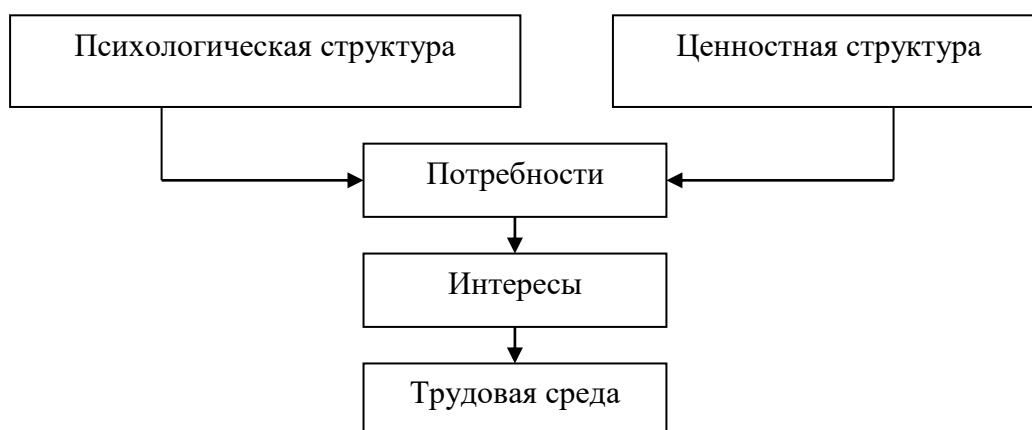 Психологическая структура
Ценностная структура
Потребности
Интересы
Трудовая среда